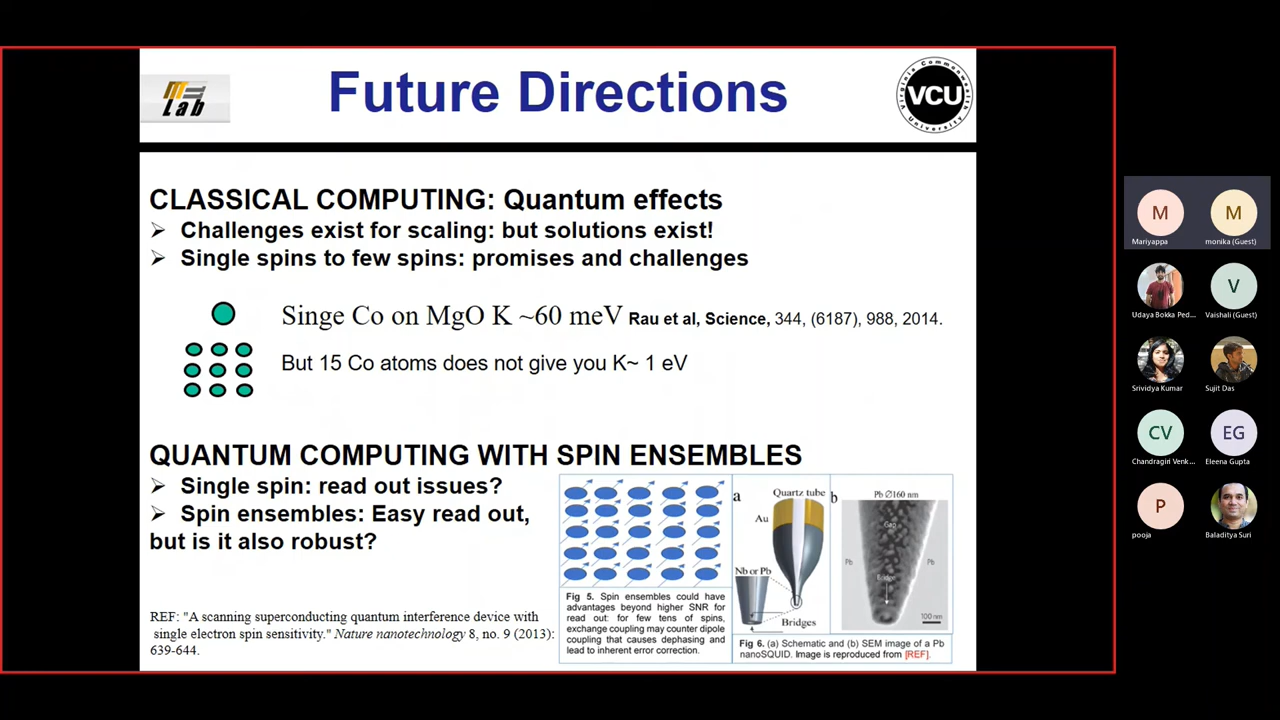 Future Directions
Lab
Virginia Commonwealth University
VCU
CLASSICAL COMPUTING: Quantum effects
➢ Challenges exist for scaling: but solutions exist!
➢ Single spins to few spins: promises and challenges
Singe Co on MgO K ~60 meV Rau et al, Science, 344, (6187), 988, 2014.
But 15 Co atoms does not give you K~ 1 eV
QUANTUM COMPUTING WITH SPIN ENSEMBLES
➢ Single spin: read out issues?
➢ Spin ensembles: Easy read out,
but is it also robust?
REF: "A scanning superconducting quantum interference device with
single electron spin sensitivity." Nature nanotechnology 8, no. 9 (2013):
639-644.
Fig 5. Spin ensembles could have
advantages beyond higher SNR for
read out: for few tens of spins,
exchange coupling may counter dipole
coupling that causes dephasing and
lead to inherent error correction.
a
Quartz tube
Au
Nb or Pb
Bridges
b
Pb Ø160 nm
Gap
Pb
Pb
Bridge
100 nm
Fig 6. (a) Schematic and (b) SEM image of a Pb
nanoSQUID. Image is reproduced from [REF].
M
Mariyappa
M
monika (Guest)
Udaya Bokka Ped...
V
Vaishali (Guest)
Srividya Kumar
Sujit Das
CV
Chandragiri Venk...
EG
Eleena Gupta
P
pooja
Baladitya Suri